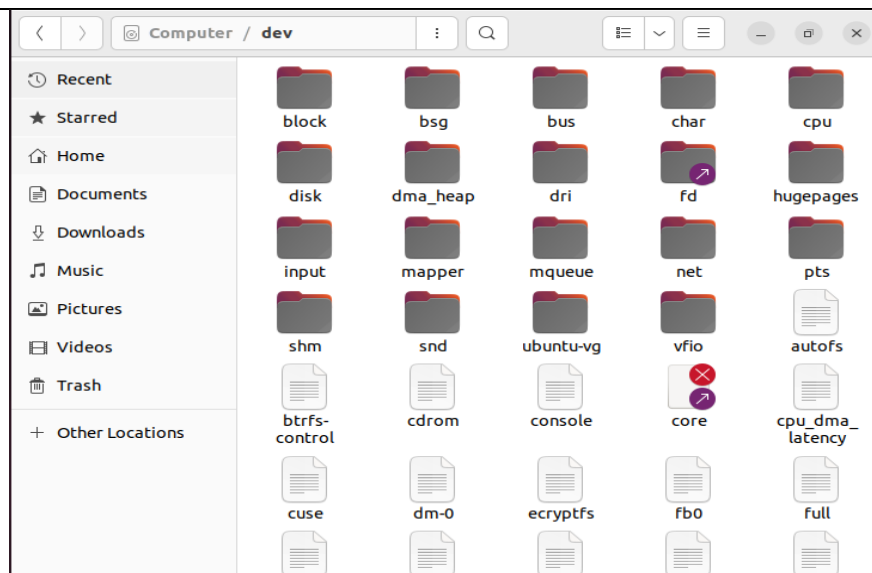 Computer / dev
Recent
Starred
Home
Documents
Downloads
Music
Pictures
Videos
Trash
+ Other Locations
block bsg bus char cpu
disk dma_heap dri fd hugepages
input mapper mqueue net pts
shm snd ubuntu-vg vfio autofs
btrfs-control cdrom console core cpu_dma_latency
cuse dm-0 ecryptfs fb0 full